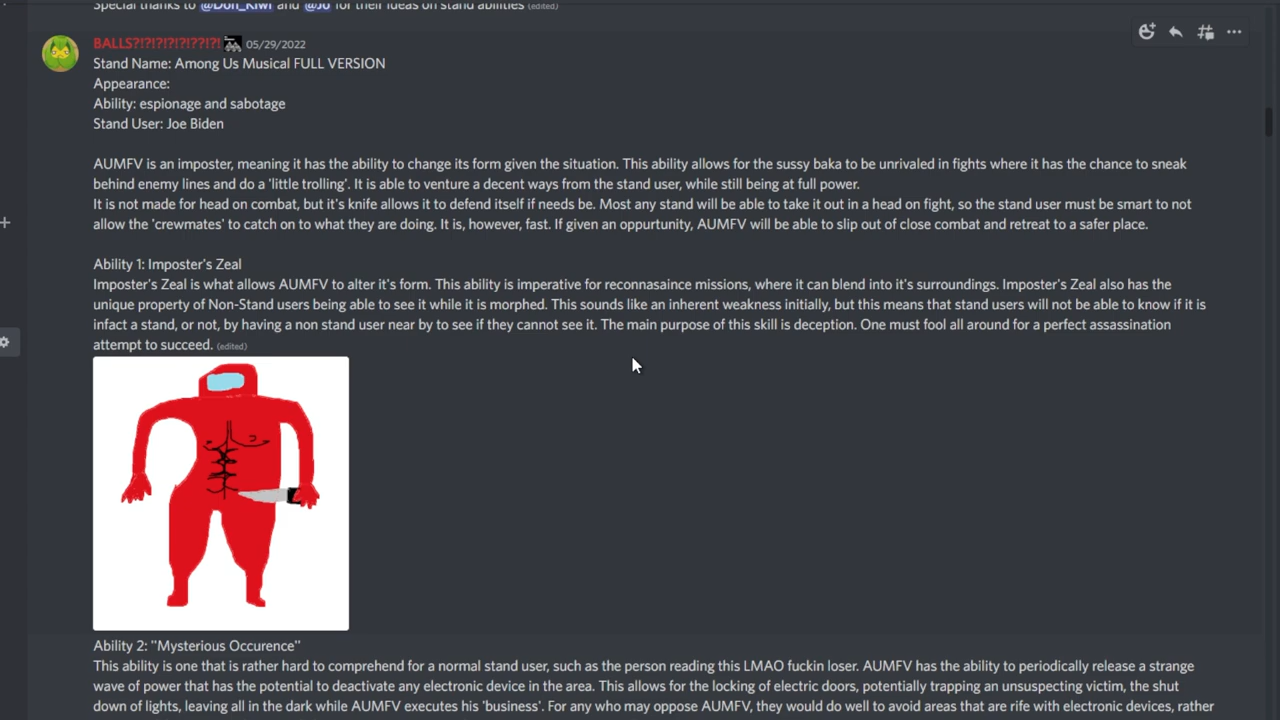 Special thanks to @Don_Kiwi and @Jo for their ideas on stand abilities (edited)
BALLS?!?!?!?!?!??!?! 05/29/2022
Stand Name: Among Us Musical FULL VERSION
Appearance:
Ability: espionage and sabotage
Stand User: Joe Biden
AUMFV is an imposter, meaning it has the ability to change its form given the situation. This ability allows for the sussy baka to be unrivaled in fights where it has the chance to sneak
behind enemy lines and do a 'little trolling'. It is able to venture a decent ways from the stand user, while still being at full power.
It is not made for head on combat, but it's knife allows it to defend itself if needs be. Most any stand will be able to take it out in a head on fight, so the stand user must be smart to not
allow the 'crewmates' to catch on to what they are doing. It is, however, fast. If given an oppurtunity, AUMFV will be able to slip out of close combat and retreat to a safer place.
Ability 1: Imposter's Zeal
Imposter's Zeal is what allows AUMFV to alter it's form. This ability is imperative for reconnasaince missions, where it can blend into it's surroundings. Imposter's Zeal also has the
unique property of Non-Stand users being able to see it while it is morphed. This sounds like an inherent weakness initially, but this means that stand users will not be able to know if it is
infact a stand, or not, by having a non stand user near by to see if they cannot see it. The main purpose of this skill is deception. One must fool all around for a perfect assassination
attempt to succeed. (edited)
Ability 2: "Mysterious Occurence"
This ability is one that is rather hard to comprehend for a normal stand user, such as the person reading this LMAO fuckin loser. AUMFV has the ability to periodically release a strange
wave of power that has the potential to deactivate any electronic device in the area. This allows for the locking of electric doors, potentially trapping an unsuspecting victim, the shut
down of lights, leaving all in the dark while AUMFV executes his 'business'. For any who may oppose AUMFV, they would do well to avoid areas that are rife with electronic devices, rather